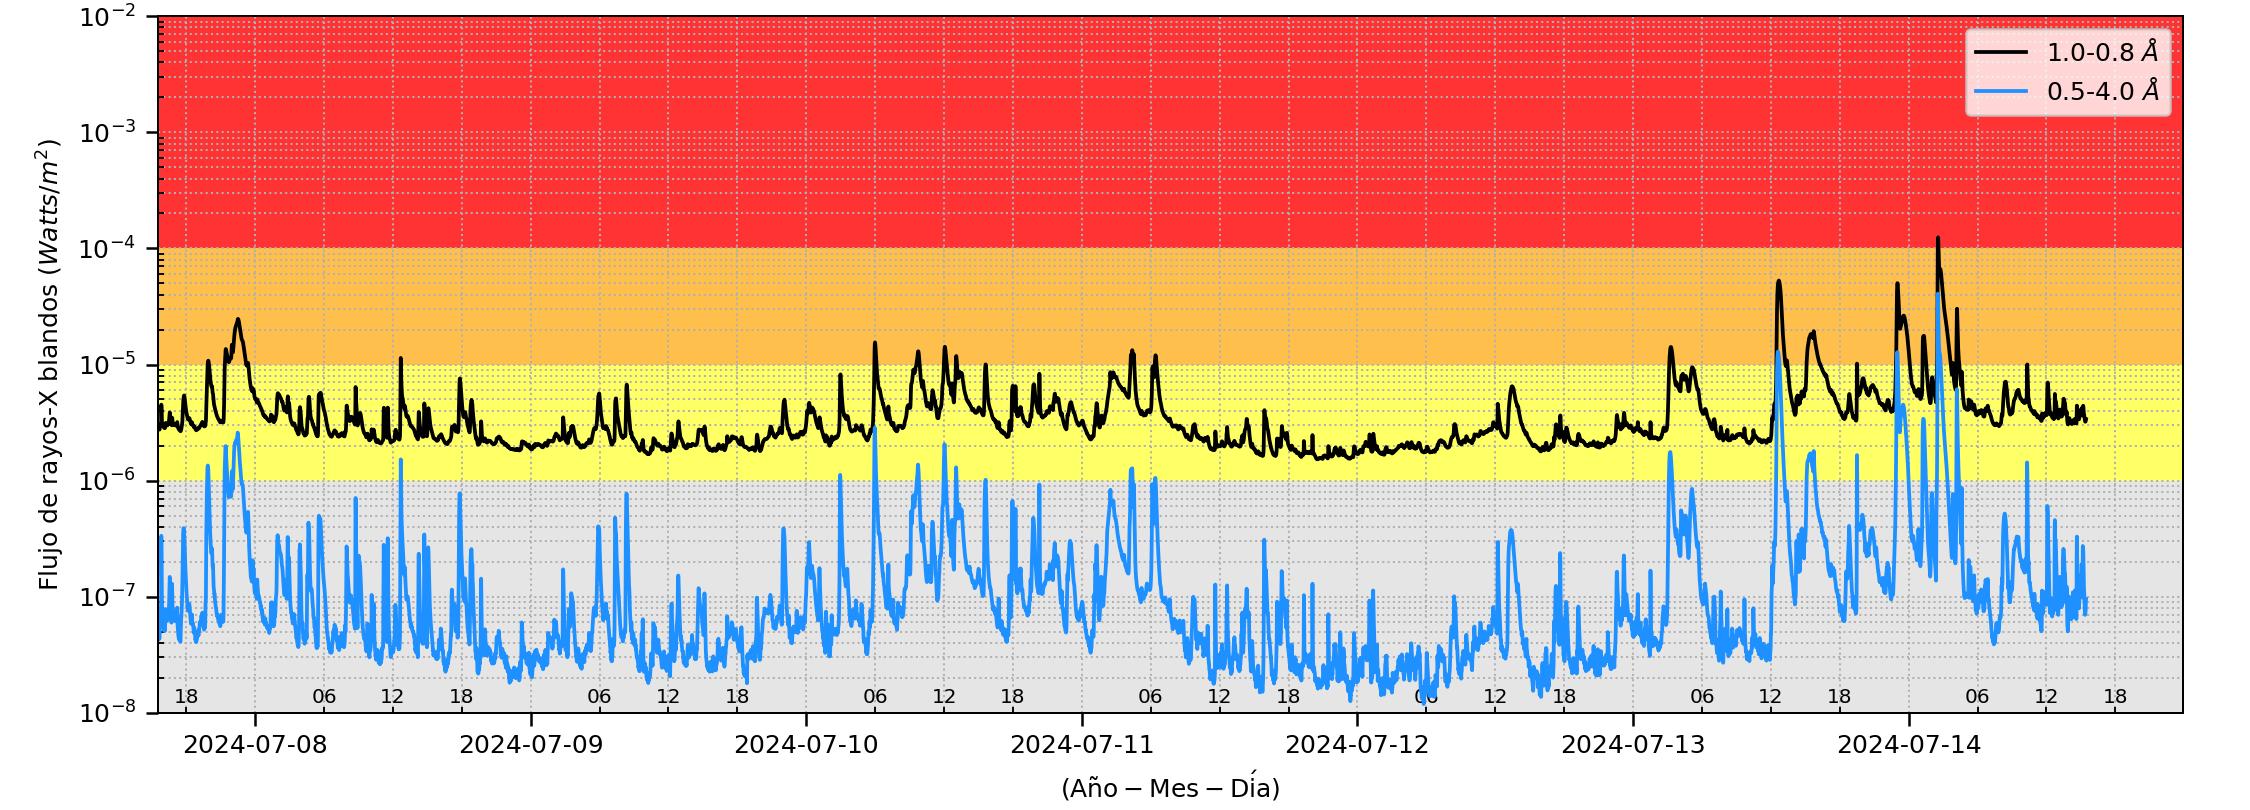 10⁻²
10⁻³
10⁻⁴
10⁻⁵
10⁻⁶
10⁻⁷
10⁻⁸
Flujo de rayos-X blandos (Watts/m²)
1.0-0.8 Å
0.5-4.0 Å
18 06 12 18 06 12 18 06 12 18 06 12 18 06 12 18 06 12 18 06 12 18
2024-07-08 2024-07-09 2024-07-10 2024-07-11 2024-07-12 2024-07-13 2024-07-14
(Año − Mes − Día)